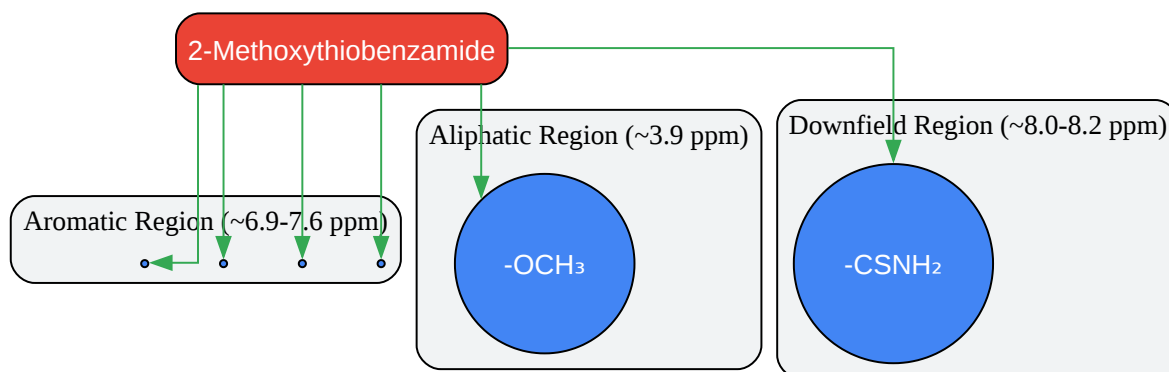 2-Methoxythiobenzamide
Aliphatic Region (~3.9 ppm)
Downfield Region (~8.0-8.2 ppm)
Aromatic Region (~6.9-7.6 ppm)
-OCH₃
-CSNH₂